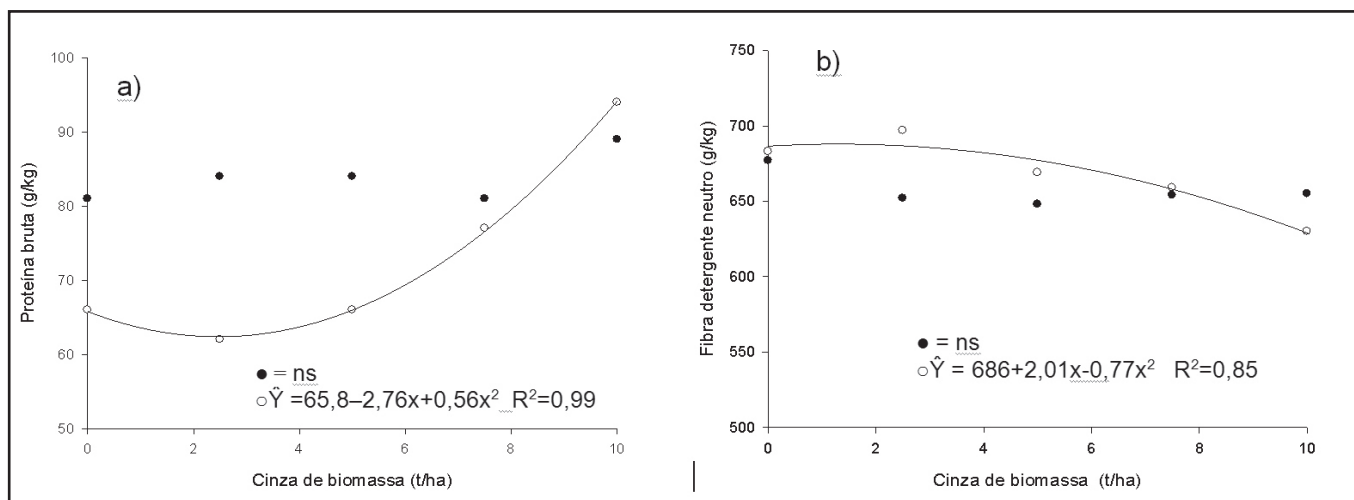 a)
Proteína bruta (g/kg)
100
90
80
70
60
50
● = ns
○ Ŷ =65,8–2,76x+0,56x² R²=0,99
0 2 4 6 8 10
Cinza de biomassa (t/ha)
b)
Fibra detergente neutro (g/kg)
750
700
650
600
550
500
● = ns
○ Ŷ = 686+2,01x-0,77x² R²=0,85
0 2 4 6 8 10
Cinza de biomassa (t/ha)